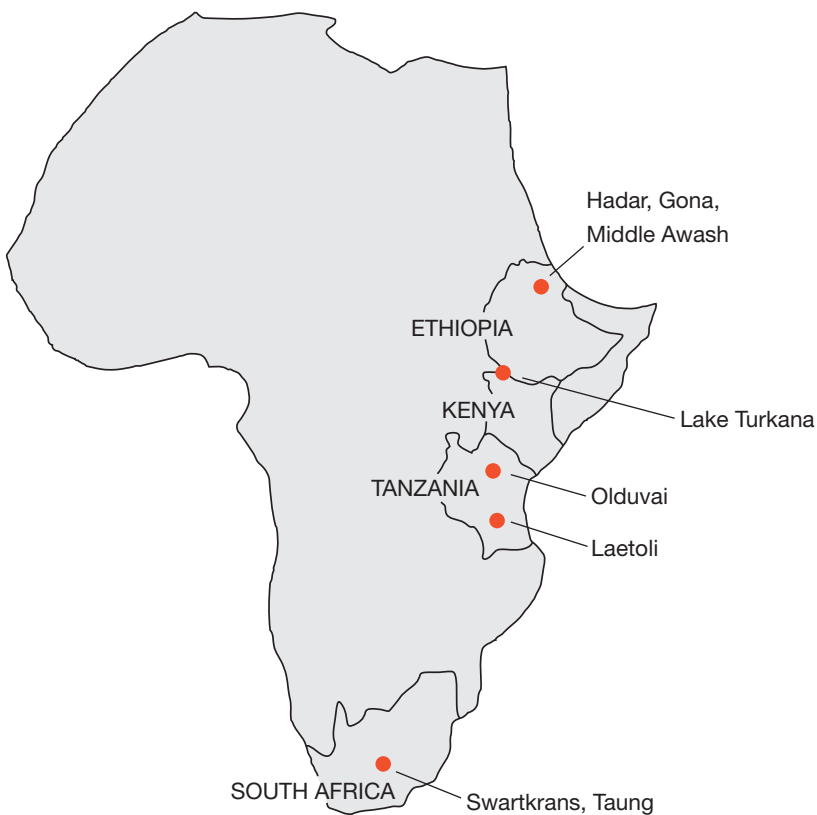 Hadar, Gona,
Middle Awash
ETHIOPIA
KENYA
Lake Turkana
TANZANIA
Olduvai
Laetoli
SOUTH AFRICA
Swartkrans, Taung